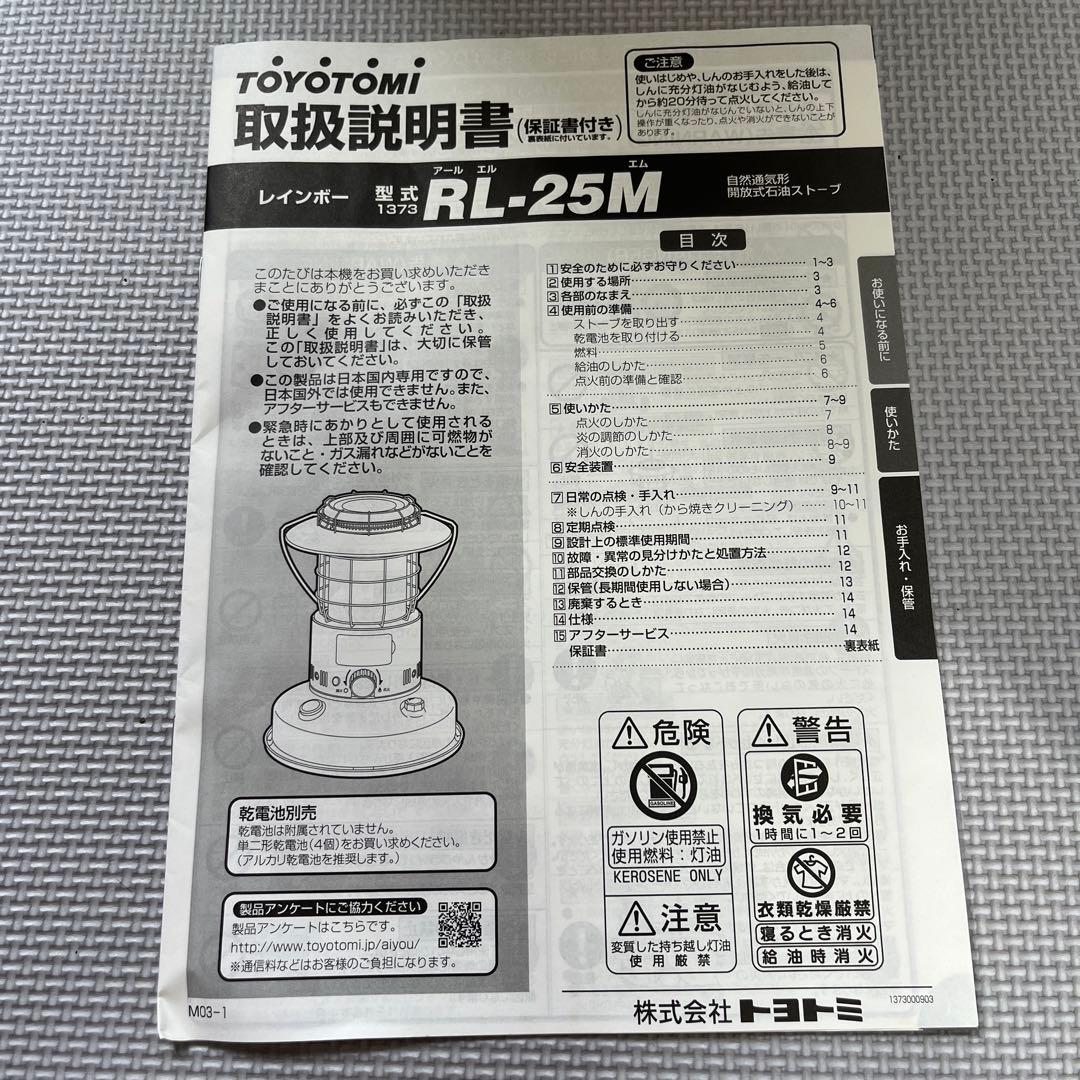 TOYOTOMI
取扱説明書(保証書付き
裏表紙に付いています。)
ご注意
使いはじめや、しんのお手入れをした後は、
しんに充分灯油がなじむよう、給油して
から約20分待って点火してください。
しんに充分灯油がなじんでいないと、しんの上下
操作が重くなったり、点火や消火ができないことが
あります。
レインボー
型式
1373
アール エル エム
RL-25M
自然通気形
開放式石油ストーブ
このたびは本機をお買い求めいただき
まことにありがとうございます。
●ご使用になる前に、必ずこの「取扱
説明書」をよくお読みいただき、
正しく使用してください。
この「取扱説明書」は、大切に保管
しておいてください。
●この製品は日本国内専用ですので、
日本国外では使用できません。また、
アフターサービスもできません。
●緊急時にあかりとして使用される
ときは、上部及び周囲に可燃物が
ないこと・ガス漏れなどがないことを
確認してください。
乾電池別売
乾電池は附属されていません。
単二形乾電池(4個)をお買い求めください。
(アルカリ乾電池を推奨します。)
製品アンケートにご協力ください
製品アンケートはこちらです。
http://www.toyotomi.jp/aiyou/
※通信料などはお客様のご負担になります。
M03-1
目次
1 安全のために必ずお守りください…………1~3
2 使用する場所…………3
3 各部のなまえ…………3
4 使用前の準備…………4~6
ストーブを取り出す…………4
乾電池を取り付ける…………4
燃料…………5
給油のしかた…………6
点火前の準備と確認…………6
5 使いかた…………7~9
点火のしかた…………7
炎の調節のしかた…………8
消火のしかた…………8~9
6 安全装置…………9
7 日常の点検・手入れ…………9~11
※しんの手入れ(から焼きクリーニング)……10~11
8 定期点検…………11
9 設計上の標準使用期間…………11
10 故障・異常の見分けかたと処置方法…………12
11 部品交換のしかた…………12
12 保管(長期間使用しない場合)…………13
13 廃棄するとき…………14
14 仕様…………14
15 アフターサービス…………14
保証書…………裏表紙
お使いになる前に
使いかた
お手入れ・保管
危険
GASOLINE
ガソリン使用禁止
使用燃料:灯油
KEROSENE ONLY
注意
変質した持ち越し灯油
使用厳禁
警告
換気必要
1時間に1~2回
衣類乾燥厳禁
寝るとき消火
給油時消火
株式会社トヨトミ
1373000903